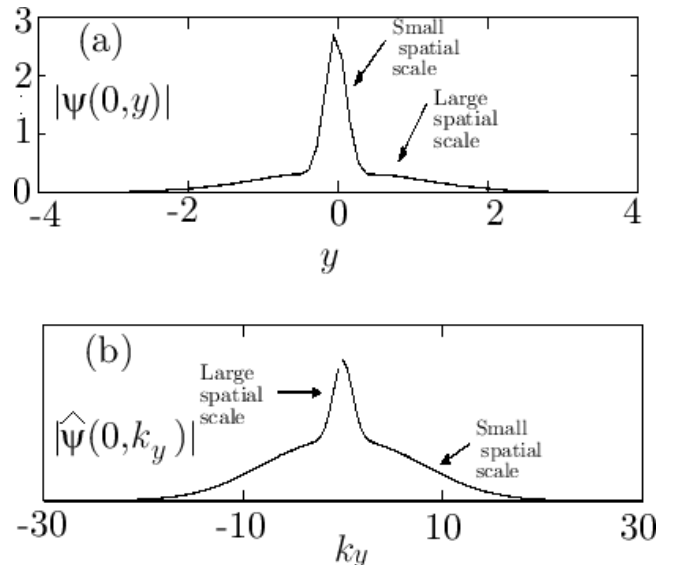 3
(a)
Small
spatial
scale
2
|ψ(0,y)|
Large
spatial
scale
1
0
-4
-2
0
2
4
y
(b)
Large
spatial
scale
|ψ̂(0,k_y)|
Small
spatial
scale
-30
-10
10
30
ky